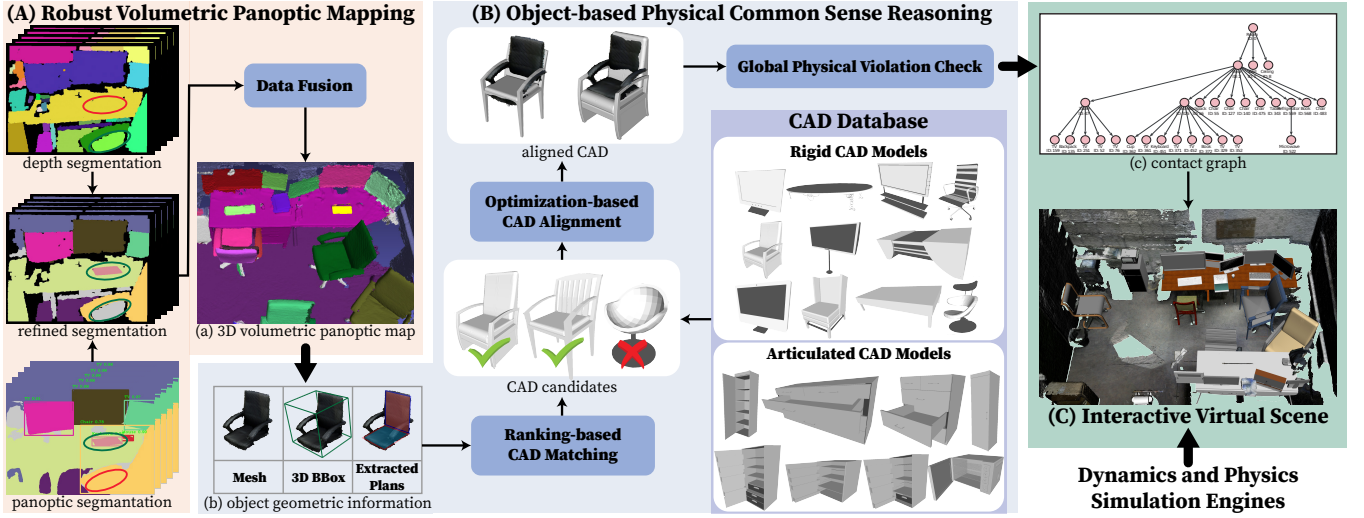 (A) Robust Volumetric Panoptic Mapping
depth segmentation
refined segmentation
panoptic segmantation
Data Fusion
(a) 3D volumetric panoptic map
Mesh
3D BBox
Extracted
Plans
(b) object geometric information
(B) Object-based Physical Common Sense Reasoning
aligned CAD
Optimization-based
CAD Alignment
CAD candidates
Ranking-based
CAD Matching
Global Physical Violation Check
CAD Database
Rigid CAD Models
Articulated CAD Models
(c) contact graph
(C) Interactive Virtual Scene
Dynamics and Physics
Simulation Engines